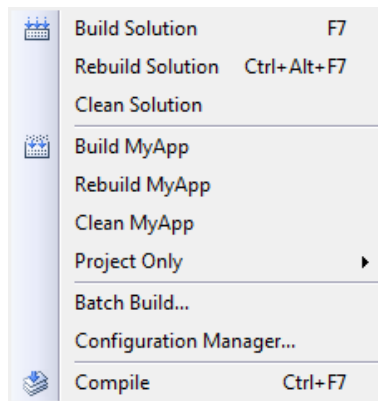 Build Solution F7
Rebuild Solution Ctrl+Alt+F7
Clean Solution
Build MyApp
Rebuild MyApp
Clean MyApp
Project Only
Batch Build...
Configuration Manager...
Compile Ctrl+F7